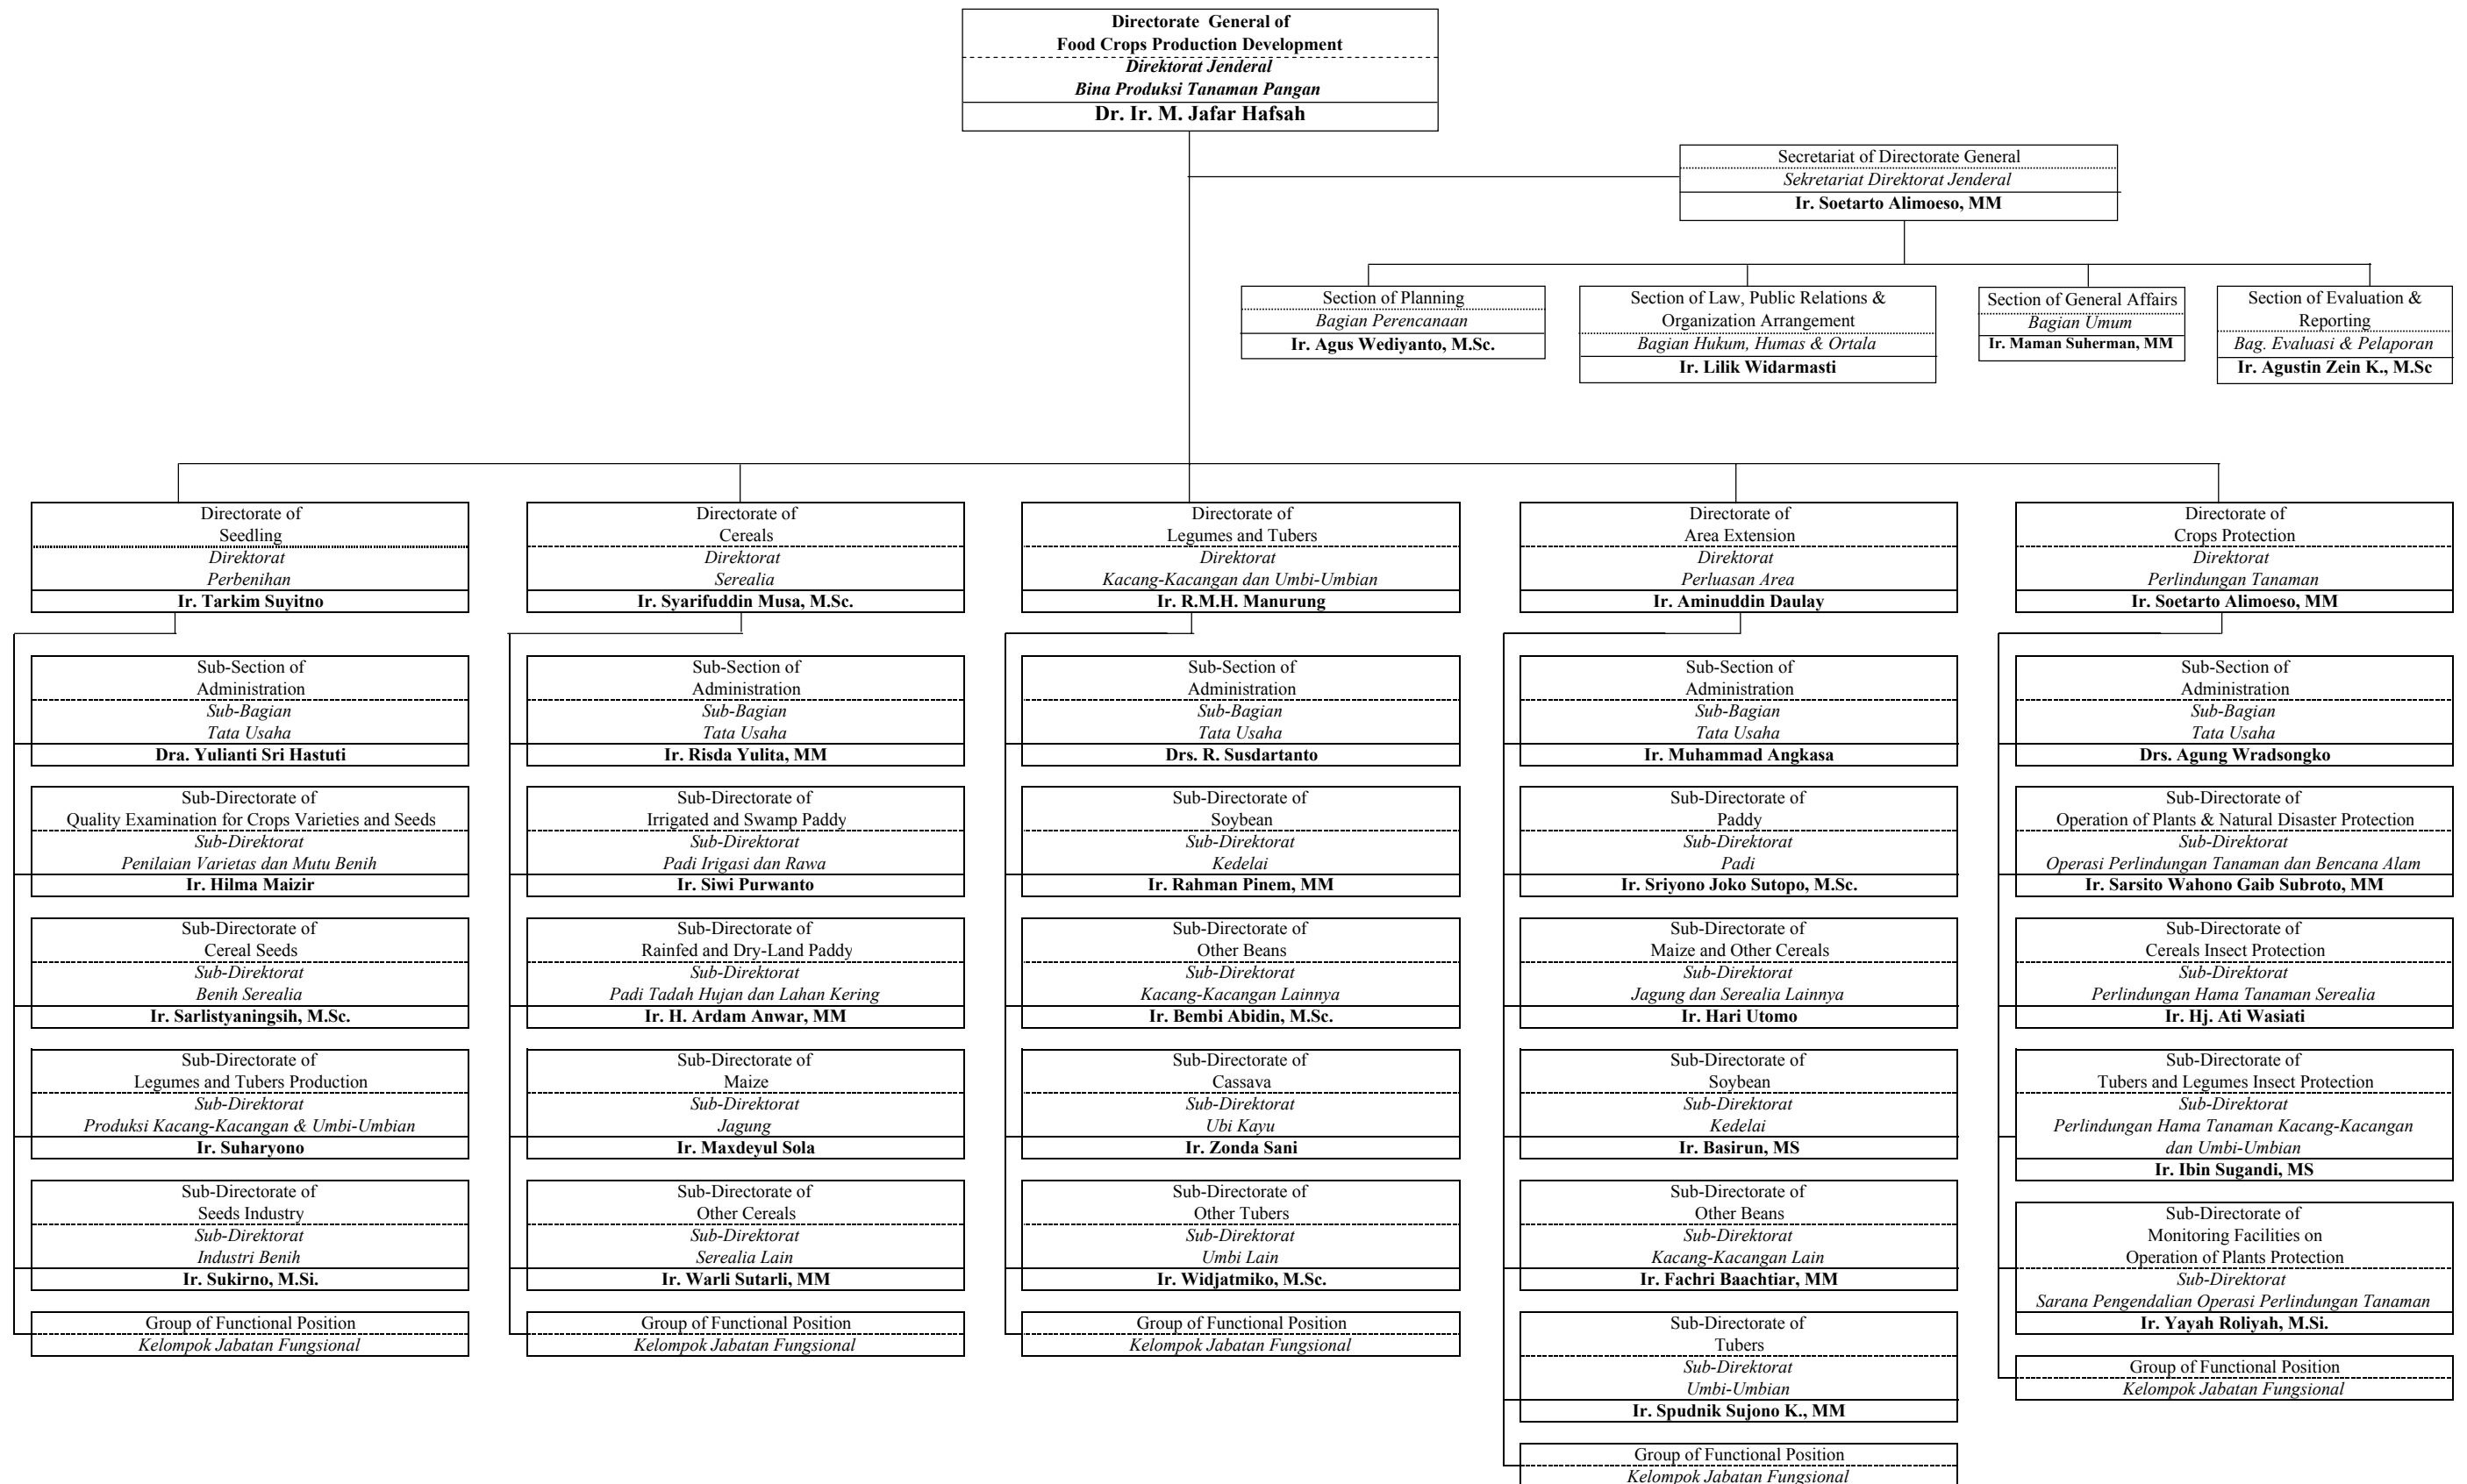 Directorate General of
Food Crops Production Development
Direktorat Jenderal
Bina Produksi Tanaman Pangan
Dr. Ir. M. Jafar Hafsah
Secretariat of Directorate General
Sekretariat Direktorat Jenderal
Ir. Soetarto Alimoeso, MM
Section of Planning
Bagian Perencanaan
Ir. Agus Wediyanto, M.Sc.
Section of Law, Public Relations &
Organization Arrangement
Bagian Hukum, Humas & Ortala
Ir. Lilik Widarmasti
Section of General Affairs
Bagian Umum
Ir. Maman Suherman, MM
Section of Evaluation &
Reporting
Bag. Evaluasi & Pelaporan
Ir. Agustin Zein K., M.Sc
Directorate of
Seedling
Direktorat
Perbenihan
Ir. Tarkim Suyitno
Sub-Section of
Administration
Sub-Bagian
Tata Usaha
Dra. Yulianti Sri Hastuti
Sub-Directorate of
Quality Examination for Crops Varieties and Seeds
Sub-Direktorat
Penilaian Varietas dan Mutu Benih
Ir. Hilma Maizir
Sub-Directorate of
Cereal Seeds
Sub-Direktorat
Benih Serealia
Ir. Sarlistyaningsih, M.Sc.
Sub-Directorate of
Legumes and Tubers Production
Sub-Direktorat
Produksi Kacang-Kacangan & Umbi-Umbian
Ir. Suharyono
Sub-Directorate of
Seeds Industry
Sub-Direktorat
Industri Benih
Ir. Sukirno, M.Si.
Group of Functional Position
Kelompok Jabatan Fungsional
Directorate of
Cereals
Direktorat
Serealia
Ir. Syarifuddin Musa, M.Sc.
Sub-Section of
Administration
Sub-Bagian
Tata Usaha
Ir. Risda Yulita, MM
Sub-Directorate of
Irrigated and Swamp Paddy
Sub-Direktorat
Padi Irigasi dan Rawa
Ir. Siwi Purwanto
Sub-Directorate of
Rainfed and Dry-Land Paddy
Sub-Direktorat
Padi Tadah Hujan dan Lahan Kering
Ir. H. Ardam Anwar, MM
Sub-Directorate of
Maize
Sub-Direktorat
Jagung
Ir. Maxdeyul Sola
Sub-Directorate of
Other Cereals
Sub-Direktorat
Serealia Lain
Ir. Warli Sutarli, MM
Group of Functional Position
Kelompok Jabatan Fungsional
Directorate of
Legumes and Tubers
Direktorat
Kacang-Kacangan dan Umbi-Umbian
Ir. R.M.H. Manurung
Sub-Section of
Administration
Sub-Bagian
Tata Usaha
Drs. R. Susdartanto
Sub-Directorate of
Soybean
Sub-Direktorat
Kedelai
Ir. Rahman Pinem, MM
Sub-Directorate of
Other Beans
Sub-Direktorat
Kacang-Kacangan Lainnya
Ir. Bembi Abidin, M.Sc.
Sub-Directorate of
Cassava
Sub-Direktorat
Ubi Kayu
Ir. Zonda Sani
Sub-Directorate of
Other Tubers
Sub-Direktorat
Umbi Lain
Ir. Widjatmiko, M.Sc.
Group of Functional Position
Kelompok Jabatan Fungsional
Directorate of
Area Extension
Direktorat
Perluasan Area
Ir. Aminuddin Daulay
Sub-Section of
Administration
Sub-Bagian
Tata Usaha
Ir. Muhammad Angkasa
Sub-Directorate of
Paddy
Sub-Direktorat
Padi
Ir. Sriyono Joko Sutopo, M.Sc.
Sub-Directorate of
Maize and Other Cereals
Sub-Direktorat
Jagung dan Serealia Lainnya
Ir. Hari Utomo
Sub-Directorate of
Soybean
Sub-Direktorat
Kedelai
Ir. Basirun, MS
Sub-Directorate of
Other Beans
Sub-Direktorat
Kacang-Kacangan Lain
Ir. Fachri Baachtiar, MM
Sub-Directorate of
Tubers
Sub-Direktorat
Umbi-Umbian
Ir. Spudnik Sujono K., MM
Group of Functional Position
Kelompok Jabatan Fungsional
Directorate of
Crops Protection
Direktorat
Perlindungan Tanaman
Ir. Soetarto Alimoeso, MM
Sub-Section of
Administration
Sub-Bagian
Tata Usaha
Drs. Agung Wradsongko
Sub-Directorate of
Operation of Plants & Natural Disaster Protection
Sub-Direktorat
Operasi Perlindungan Tanaman dan Bencana Alam
Ir. Sarsito Wahono Gaib Subroto, MM
Sub-Directorate of
Cereals Insect Protection
Sub-Direktorat
Perlindungan Hama Tanaman Serealia
Ir. Hj. Ati Wasiati
Sub-Directorate of
Tubers and Legumes Insect Protection
Sub-Direktorat
Perlindungan Hama Tanaman Kacang-Kacangan
dan Umbi-Umbian
Ir. Ibin Sugandi, MS
Sub-Directorate of
Monitoring Facilities on
Operation of Plants Protection
Sub-Direktorat
Sarana Pengendalian Operasi Perlindungan Tanaman
Ir. Yayah Roliyah, M.Si.
Group of Functional Position
Kelompok Jabatan Fungsional